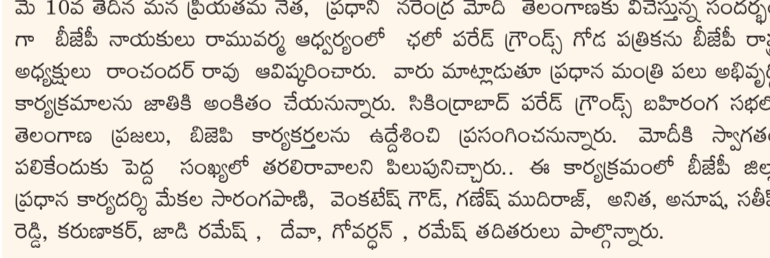 మే 10వ తేదిన మన ప్రియతమ నేత, ప్రధాని నరేంద్ర మోది తెలంగాణకు విచేస్తున్న సందర్భం
గా బీజేపీ నాయకులు రామువర్మ ఆధ్వర్యంలో ఛలో పరేడ్ గ్రౌండ్స్ గోడ పత్రికను బీజేపీ
అధ్యక్షులు రాంచందర్ రావు ఆవిష్కరించారు. వారు మాట్లాడుతూ ప్రధాన మంత్రి పలు
కార్యక్రమాలను జాతికి అంకితం చేయనున్నారు. సికింద్రాబాద్ పరేడ్ గ్రౌండ్స్ బహిరంగ
తెలంగాణ ప్రజలు, బిజెపి కార్యకర్తలను ఉద్దేశించి ప్రసంగించనున్నారు. మోదీకి స్వాగతం
పలికేందుకు పెద్ద సంఖ్యలో తరలిరావాలని పిలుపునిచ్చారు.. ఈ కార్యక్రమంలో బీజేపీ
ప్రధాన కార్యదర్శి మేకల సారంగపాణి, వెంకటేష్ గౌడ్, గణేష్ ముదిరాజ్, అనిత, అనూష,
రెడ్డి, కరుణాకర్, జాడి రమేష్ , దేవా, గోవర్ధన్ , రమేష్ తదితరులు పాల్గొన్నారు.